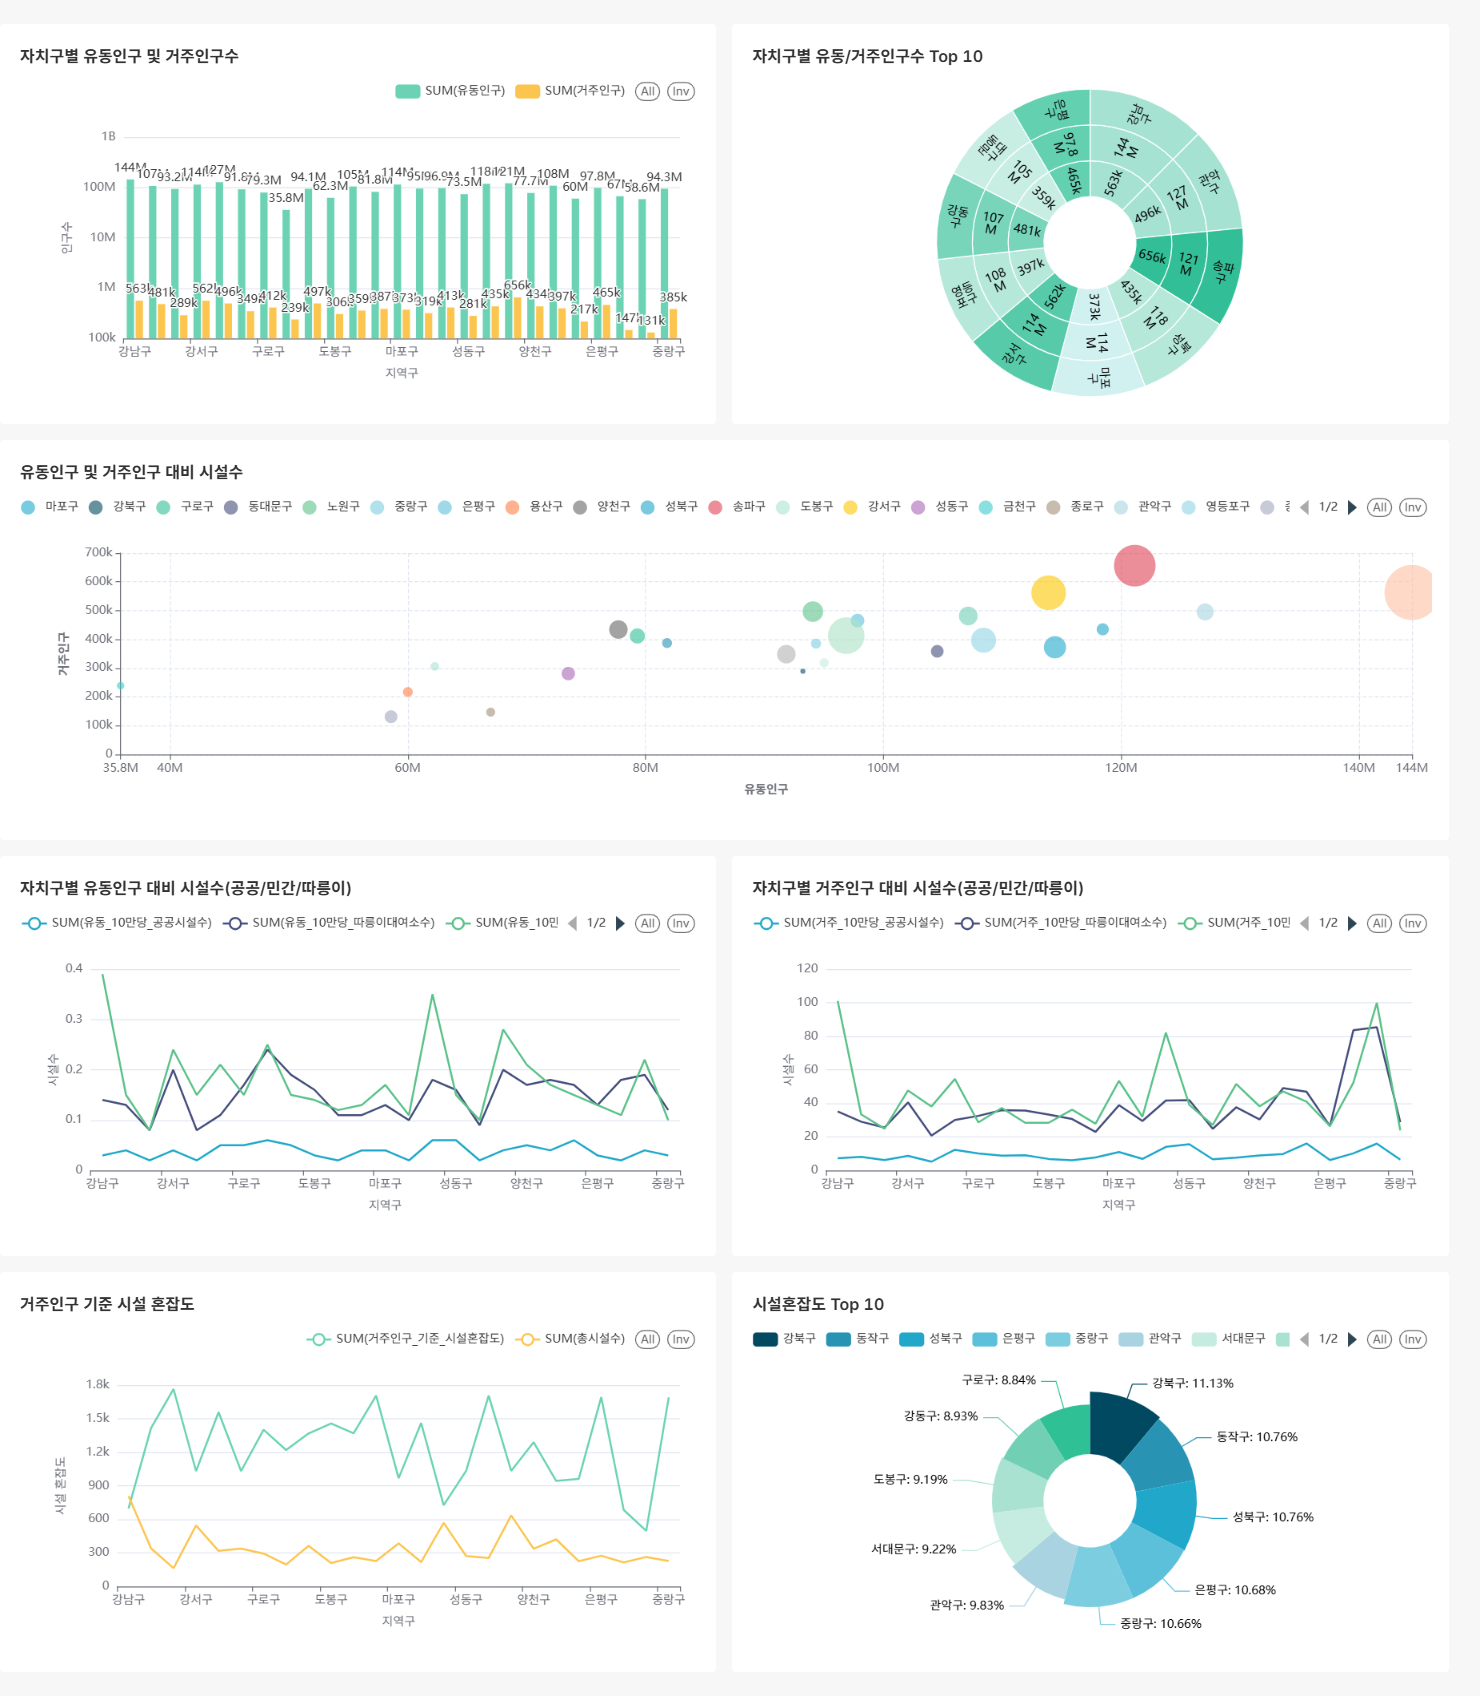 자치구별 유동인구 및 거주인구수
SUM(유동인구) SUM(거주인구) All Inv
1B
100M
10M
1M
100k
인구수
144M 93.2M 127M 79.3M 35.8M 94.1M 62.3M 105M 81.8M 114M 73.5M 118M 121M 77.7M 108M 60M 97.8M 58.6M 94.3M
563k 481k 289k 562k 496k 349k 412k 239k 497k 359k 387k 373k 319k 413k 281k 435k 656k 434k 397k 217k 465k 147k 131k 385k
강남구 강서구 구로구 도봉구 마포구 성동구 양천구 은평구 중랑구
지역구
자치구별 유동/거주인구수 Top 10
강남구 144M 563k
관악구 127M 496k
송파구 121M 656k
성북구 118M 435k
마포구 114M 373k
강서구 114M 562k
영등포구 108M 397k
강동구 107M 481k
동대문구 105M 359k
은평구 97.8M 465k
유동인구 및 거주인구 대비 시설수
마포구 강북구 구로구 동대문구 노원구 중랑구 은평구 용산구 양천구 성북구 송파구 도봉구 강서구 성동구 금천구 종로구 관악구 영등포구 1/2 All Inv
700k
600k
500k
400k
300k
200k
100k
0
거주인구
35.8M 40M 60M 80M 100M 120M 140M 144M
유동인구
자치구별 유동인구 대비 시설수(공공/민간/따릉이)
SUM(유동_10만당_공공시설수) SUM(유동_10만당_따릉이대여소수) SUM(유동_10민 1/2 All Inv
0.4
0.3
0.2
0.1
0
시설수
강남구 강서구 구로구 도봉구 마포구 성동구 양천구 은평구 중랑구
지역구
자치구별 거주인구 대비 시설수(공공/민간/따릉이)
SUM(거주_10만당_공공시설수) SUM(거주_10만당_따릉이대여소수) SUM(거주_10민 1/2 All Inv
120
100
80
60
40
20
0
시설수
강남구 강서구 구로구 도봉구 마포구 성동구 양천구 은평구 중랑구
지역구
거주인구 기준 시설 혼잡도
SUM(거주인구_기준_시설혼잡도) SUM(총시설수) All Inv
1.8k
1.5k
1.2k
900
600
300
0
시설 혼잡도
강남구 강서구 구로구 도봉구 마포구 성동구 양천구 은평구 중랑구
지역구
시설혼잡도 Top 10
강북구 동작구 성북구 은평구 중랑구 관악구 서대문구 1/2 All Inv
강북구: 11.13%
동작구: 10.76%
성북구: 10.76%
은평구: 10.68%
중랑구: 10.66%
관악구: 9.83%
서대문구: 9.22%
도봉구: 9.19%
강동구: 8.93%
구로구: 8.84%